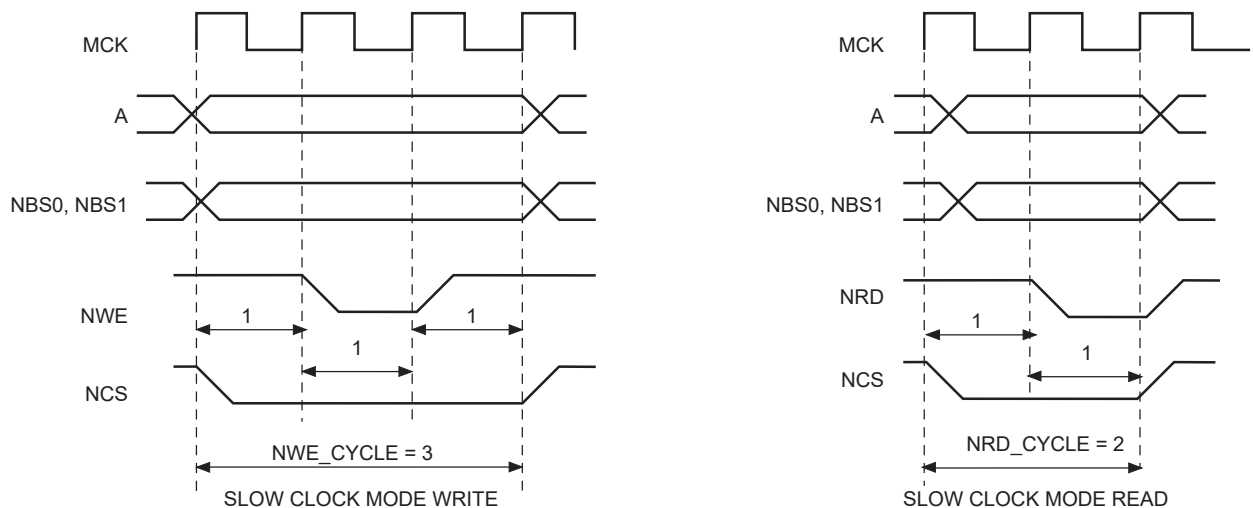 MCK
A
NBS0, NBS1
NWE
1
1
1
NCS
NWE_CYCLE = 3
SLOW CLOCK MODE WRITE
MCK
A
NBS0, NBS1
NRD
1
1
NCS
NRD_CYCLE = 2
SLOW CLOCK MODE READ